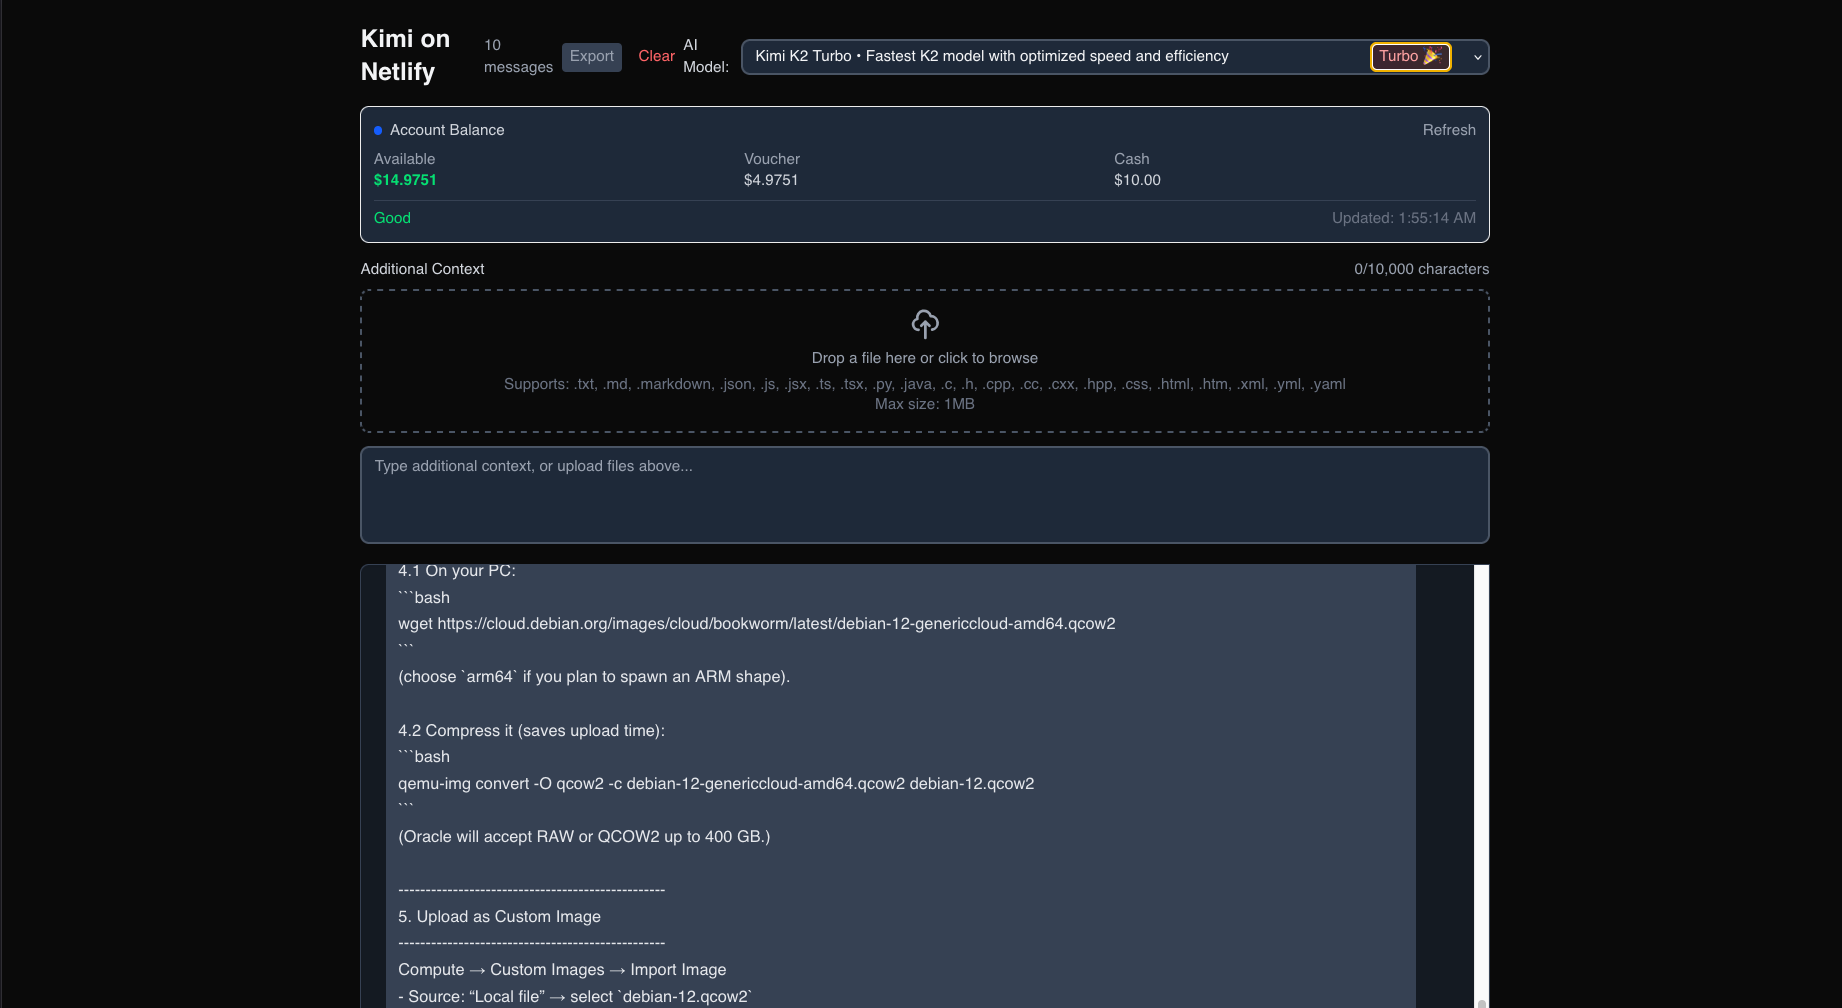 Kimi on
Netlify
10
messages
Export
Clear
AI
Model:
Kimi K2 Turbo • Fastest K2 model with optimized speed and efficiency
Turbo 🎉
Account Balance
Refresh
Available
Voucher
Cash
$14.9751
$4.9751
$10.00
Good
Updated: 1:55:14 AM
Additional Context
0/10,000 characters
Drop a file here or click to browse
Supports: .txt, .md, .markdown, .json, .js, .jsx, .ts, .tsx, .py, .java, .c, .h, .cpp, .cc, .cxx, .hpp, .css, .html, .htm, .xml, .yml, .yaml
Max size: 1MB
Type additional context, or upload files above...
4.1 On your PC:
```bash
wget https://cloud.debian.org/images/cloud/bookworm/latest/debian-12-genericcloud-amd64.qcow2
```
(choose `arm64` if you plan to spawn an ARM shape).
4.2 Compress it (saves upload time):
```bash
qemu-img convert -O qcow2 -c debian-12-genericcloud-amd64.qcow2 debian-12.qcow2
```
(Oracle will accept RAW or QCOW2 up to 400 GB.)
-------------------------------------------------
5. Upload as Custom Image
-------------------------------------------------
Compute → Custom Images → Import Image
- Source: “Local file” → select `debian-12.qcow2`